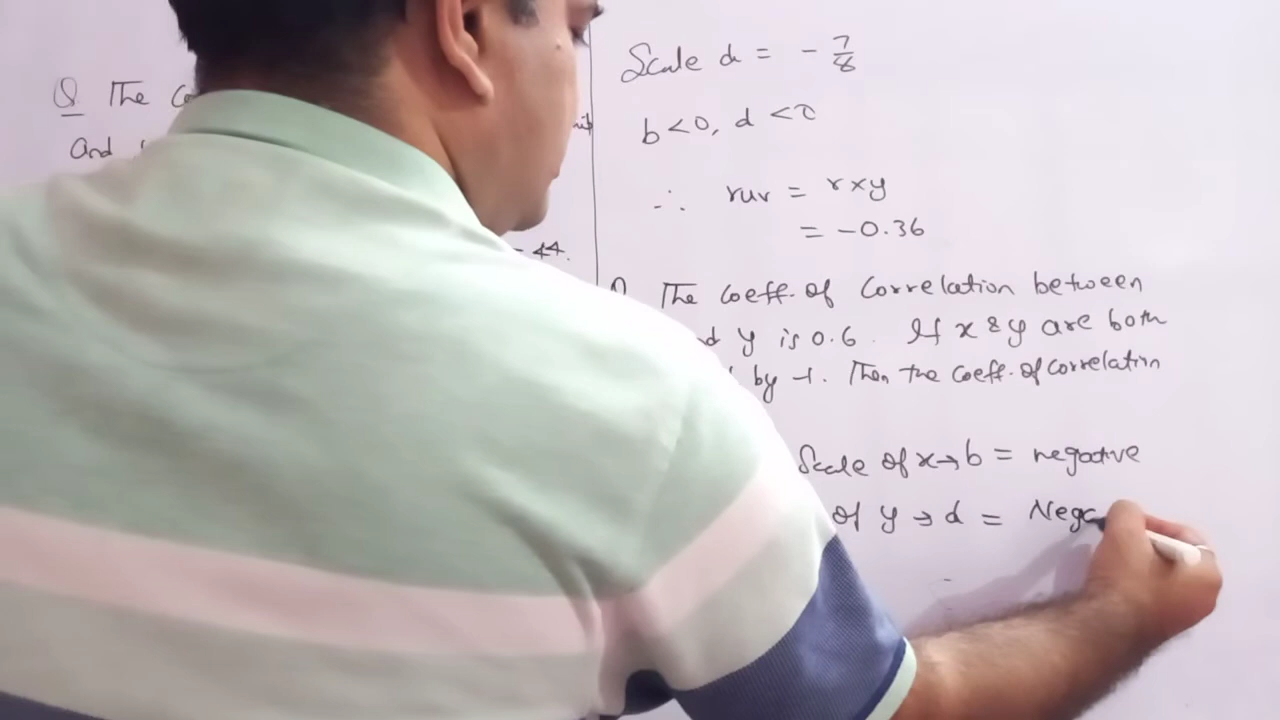 Q The
and
- 44.
Scale d = - 7/8
b < 0, d < 0
∴ ruv = rxy
= -0.36
The Coeff. of Correlation between
y is 0.6. If x & y are both
by -1. Then the Coeff. of correlation
Scale of x → b = negative
of y → d = Nega